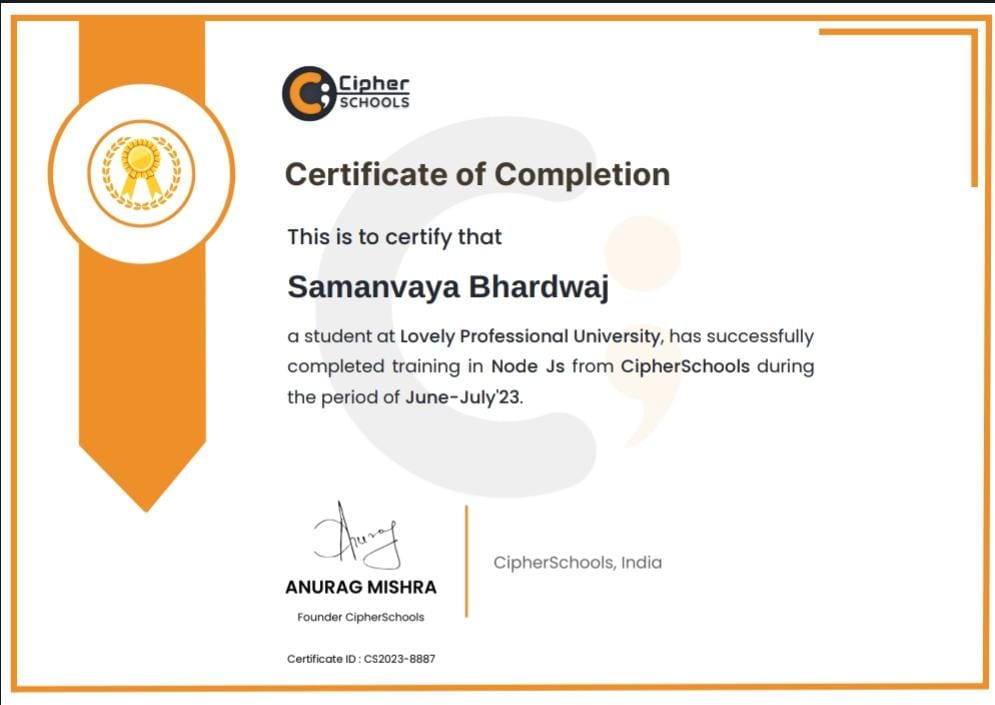 Cipher
SCHOOLS
Certificate of Completion
This is to certify that
Samanvaya Bhardwaj
a student at Lovely Professional University, has successfully
completed training in Node Js from CipherSchools during
the period of June-July'23.
Anurag
ANURAG MISHRA
CipherSchools, India
Founder CipherSchools
Certificate ID : CS2023-8887